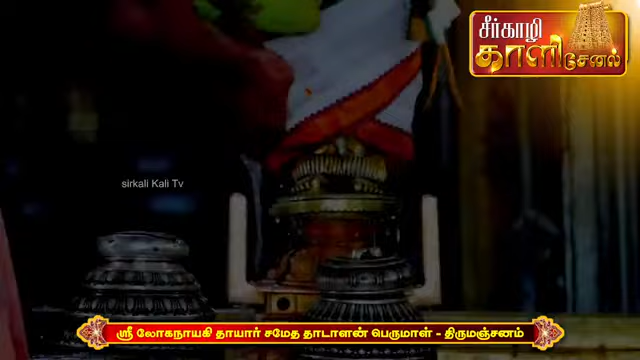 சீர்காழி
காளி சேனல்
sirkali Kali Tv
ஸ்ரீ லோகநாயகி தாயார் சமேத தாடாளன் பெருமாள் - திருமஞ்சனம்